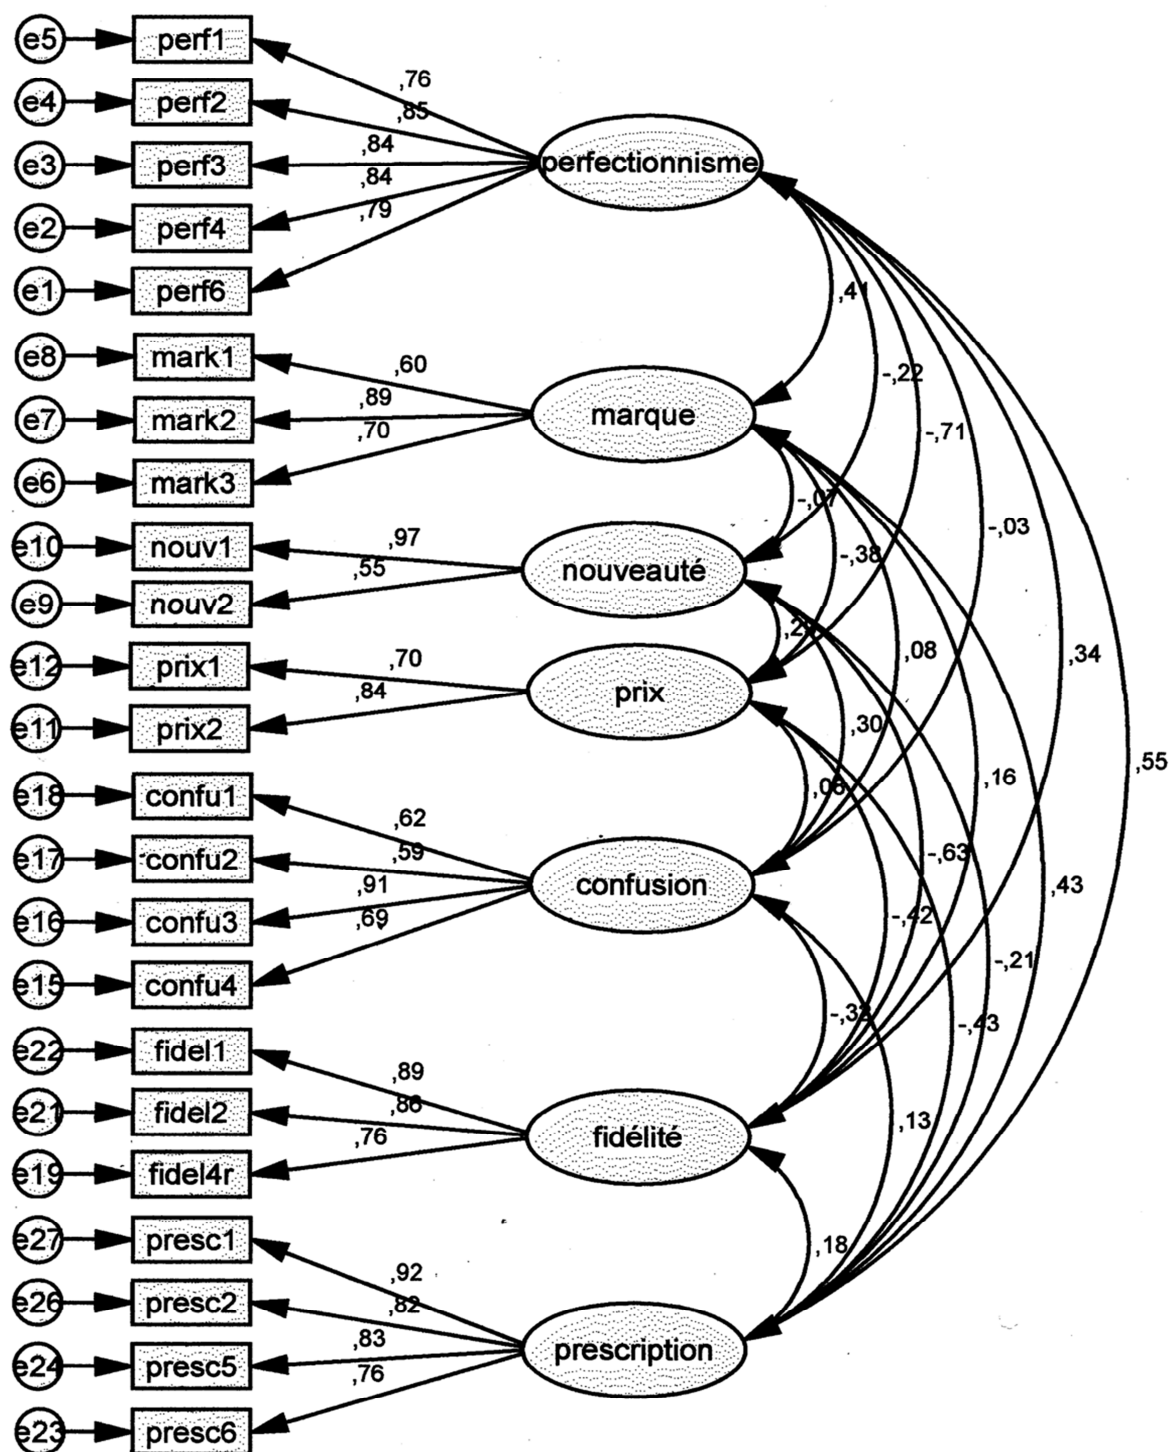 e5 perf1
,76
e4 perf2
,85
e3 perf3
,84
perfectionnisme
e2 perf4
,84
,79
e1 perf6
,41
e8 mark1
,60
-,22
e7 mark2
,89
marque
-,71
,70
e6 mark3
-,07
-,03
e10 nouv1
,97
-,38
,55
nouveauté
e9 nouv2
e12 prix1
,70
,08
,34
,84
prix
e11 prix2
,30
,55
,16
e18 confu1
,62
e17 confu2
,59
-,63
,91
confusion
,43
e16 confu3
,69
-,42
e15 confu4
-,21
-,43
e22 fidel1
,89
e21 fidel2
,86
,13
,76
fidélité
e19 fidel4r
e27 presc1
,18
,92
e26 presc2
,82
,83
prescription
e24 presc5
,76
e23 presc6